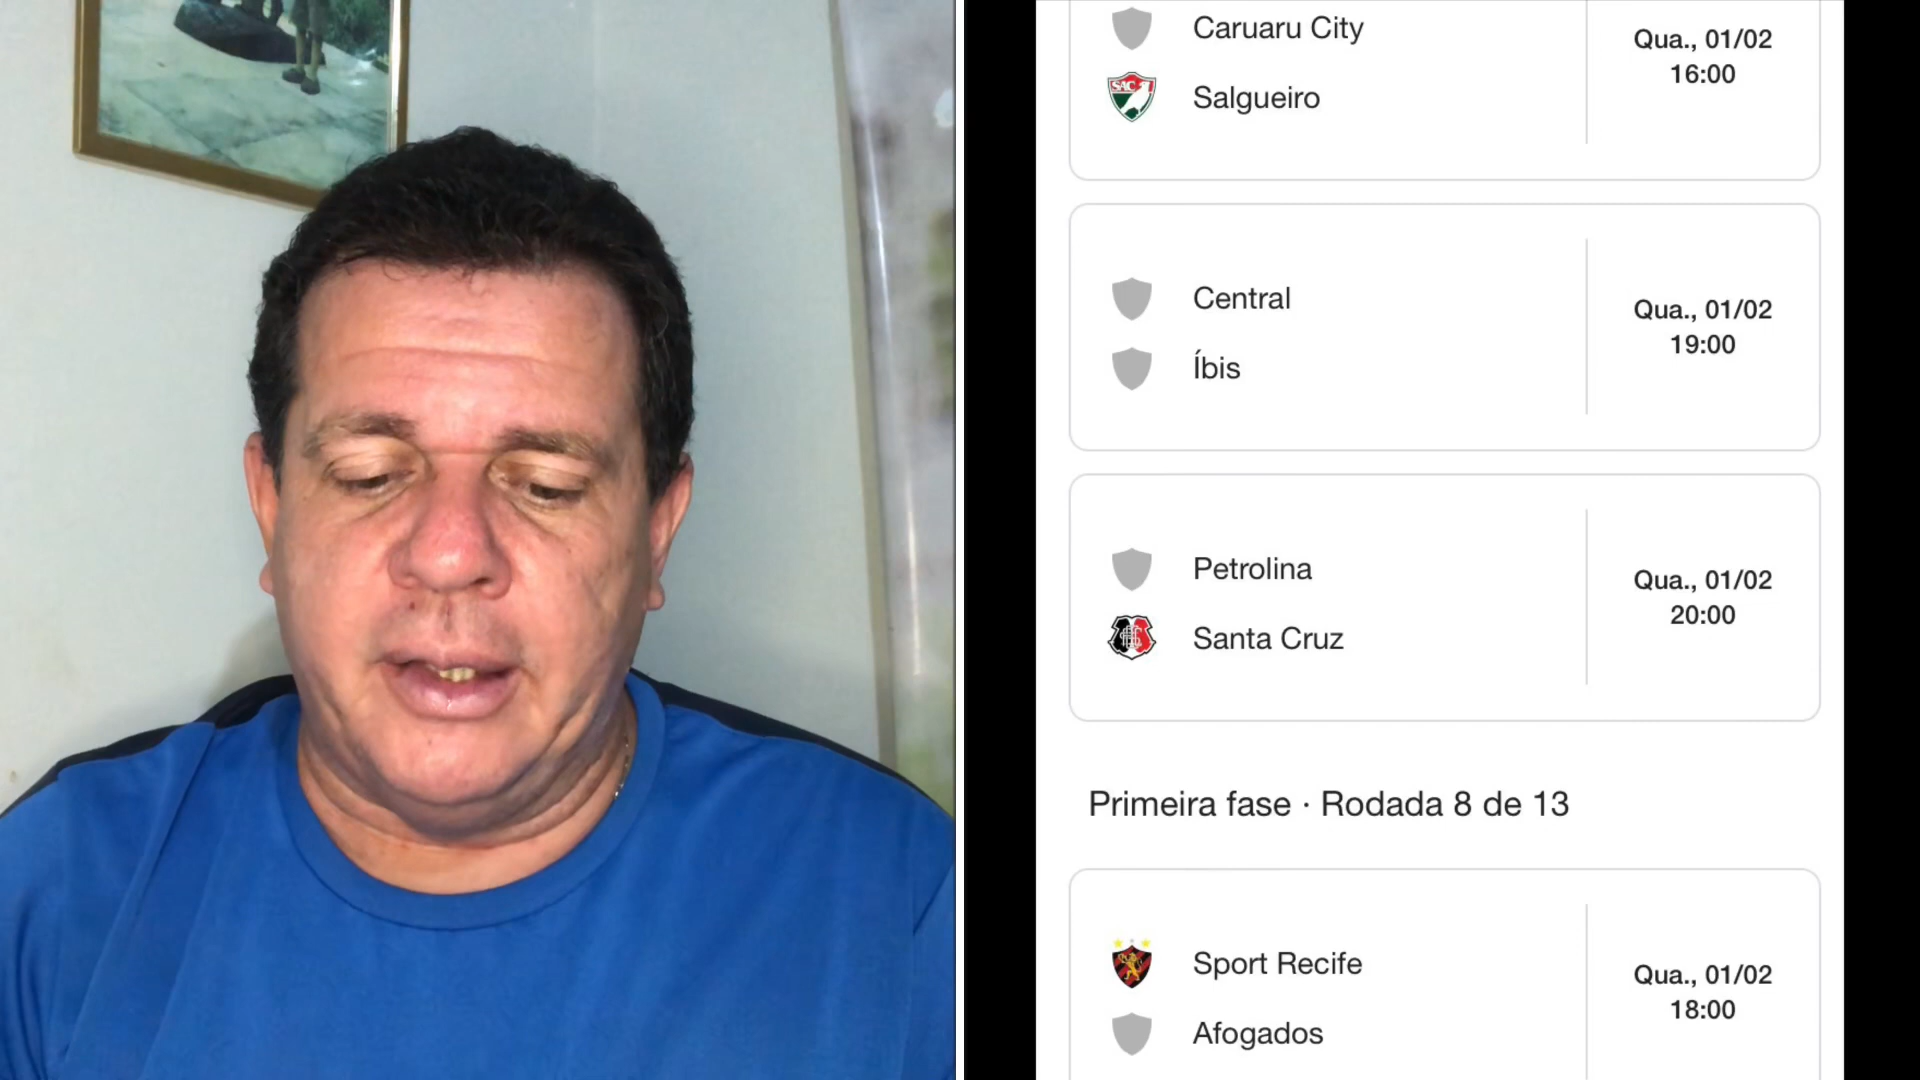 Caruaru City
Qua., 01/02
16:00
SAC
Salgueiro
Central
Qua., 01/02
19:00
Íbis
Petrolina
Qua., 01/02
20:00
Santa Cruz
Primeira fase · Rodada 8 de 13
Sport Recife
Qua., 01/02
18:00
Afogados